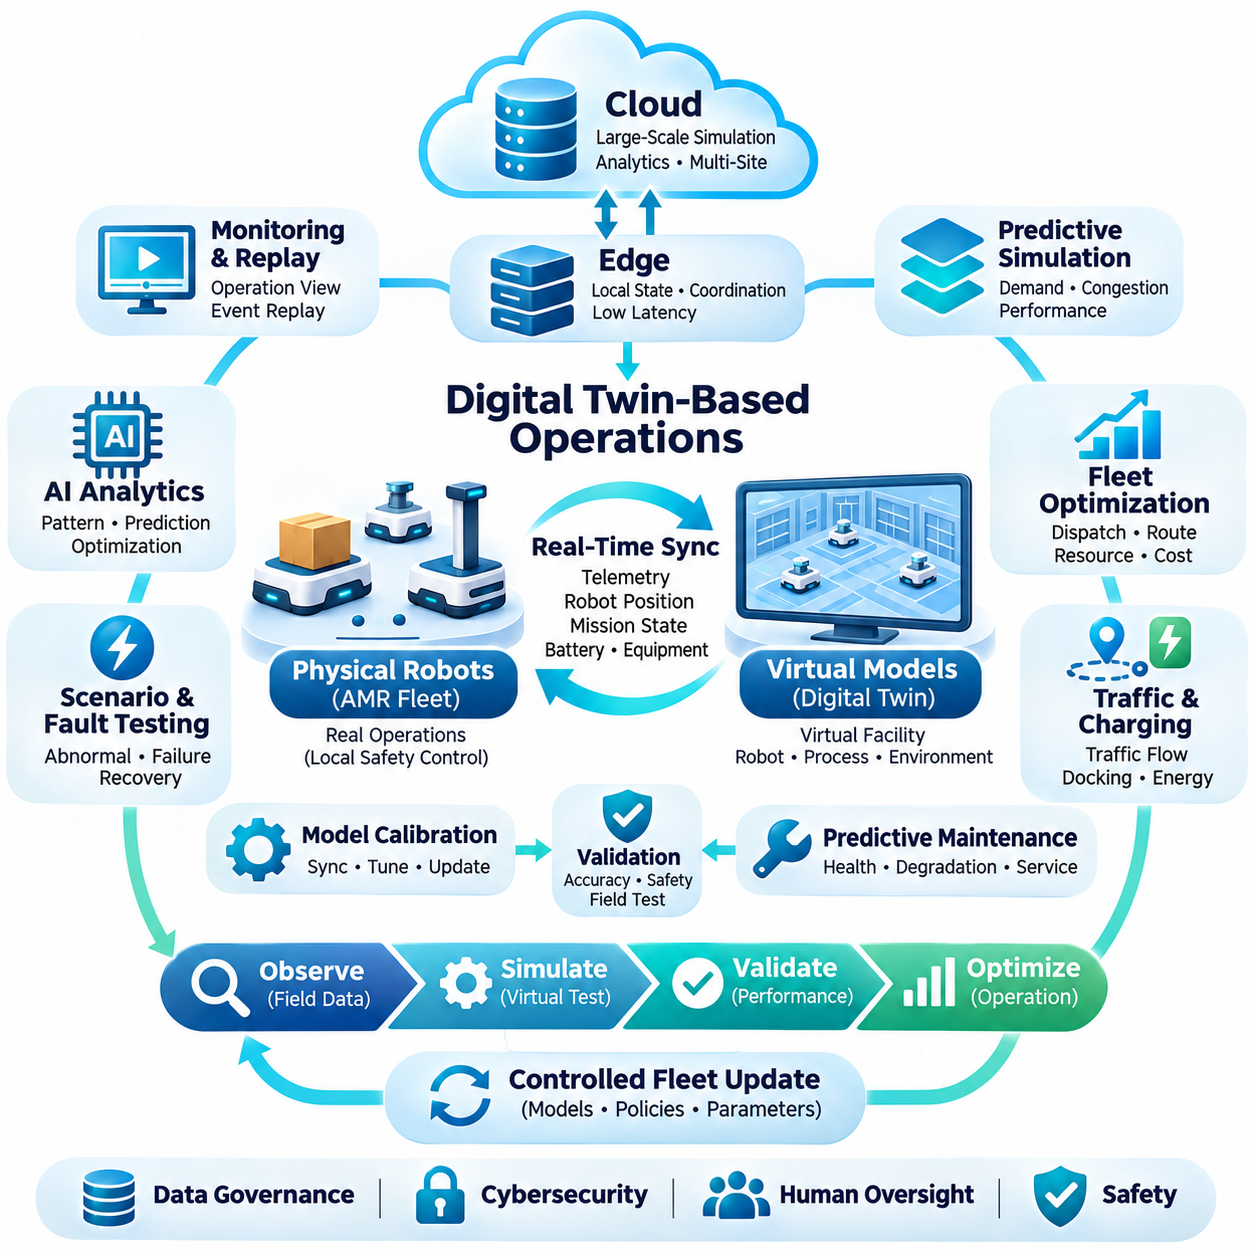 Cloud
Large-Scale Simulation
Analytics • Multi-Site
Monitoring
& Replay
Operation View
Event Replay
Edge
Local State • Coordination
Low Latency
Predictive
Simulation
Demand • Congestion
Performance
Digital Twin-Based
Operations
AI
AI Analytics
Pattern • Prediction
Optimization
Fleet
Optimization
Dispatch • Route
Resource • Cost
Real-Time Sync
Telemetry
Robot Position
Mission State
Battery • Equipment
Scenario &
Fault Testing
Abnormal • Failure
Recovery
Physical Robots
(AMR Fleet)
Real Operations
(Local Safety Control)
Virtual Models
(Digital Twin)
Virtual Facility
Robot • Process • Environment
Traffic &
Charging
Traffic Flow
Docking • Energy
Model Calibration
Sync • Tune • Update
Validation
Accuracy • Safety
Field Test
Predictive Maintenance
Health • Degradation • Service
Observe
(Field Data)
Simulate
(Virtual Test)
Validate
(Performance)
Optimize
(Operation)
Controlled Fleet Update
(Models • Policies • Parameters)
Data Governance
Cybersecurity
Human Oversight
Safety